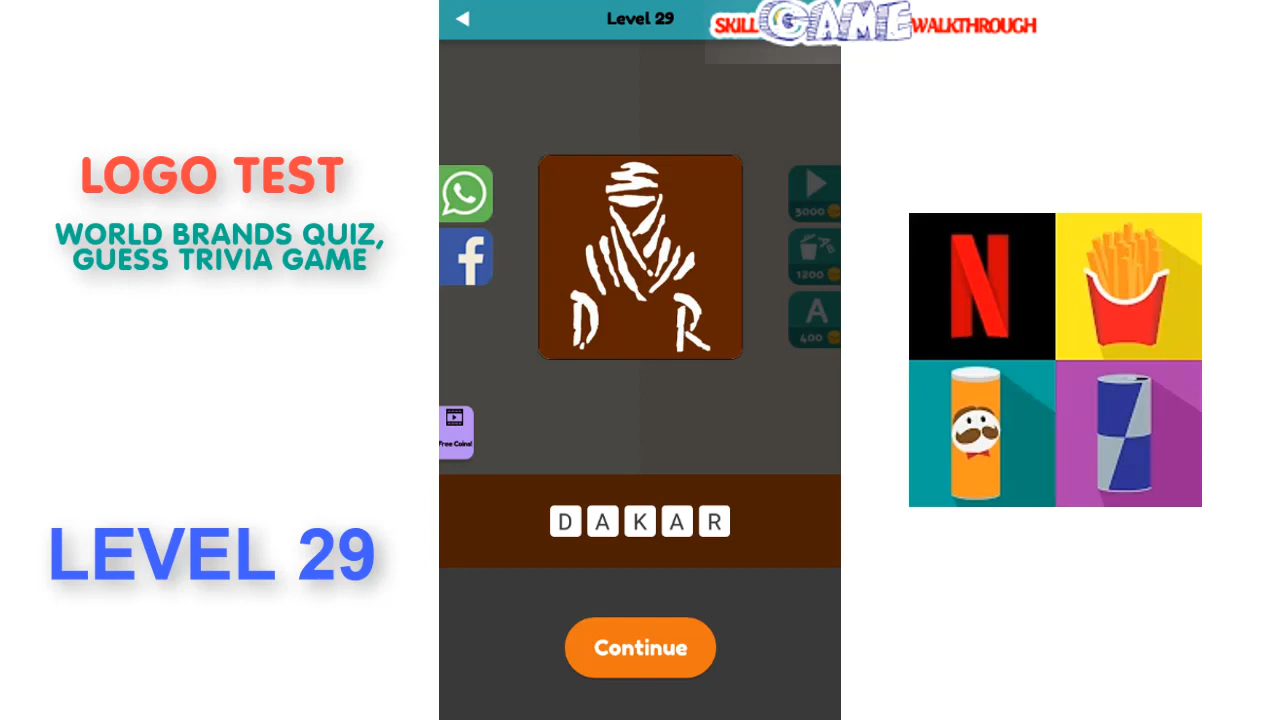 LOGO TEST
WORLD BRANDS QUIZ,
GUESS TRIVIA GAME
LEVEL 29
Level 29
SKILL GAME WALKTHROUGH
5000
1200
A
400
Free Coins!
D R
DAKAR
Continue
N